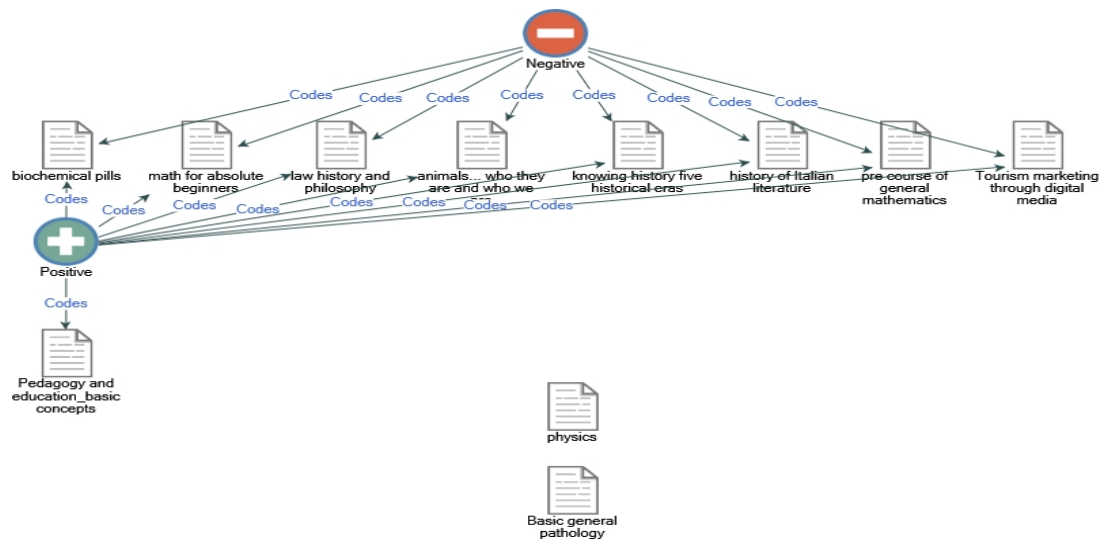 Negative
Codes Codes Codes Codes Codes Codes Codes Codes
biochemical pills
math for absolute
beginners
law history and
philosophy
animals... who they
are and who we
knowing history five
historical eras
history of Italian
literature
pre course of
general
mathematics
Tourism marketing
through digital
media
Codes Codes Codes Codes Codes Codes Codes Codes
Positive
Codes
Pedagogy and
education_basic
concepts
physics
Basic general
pathology